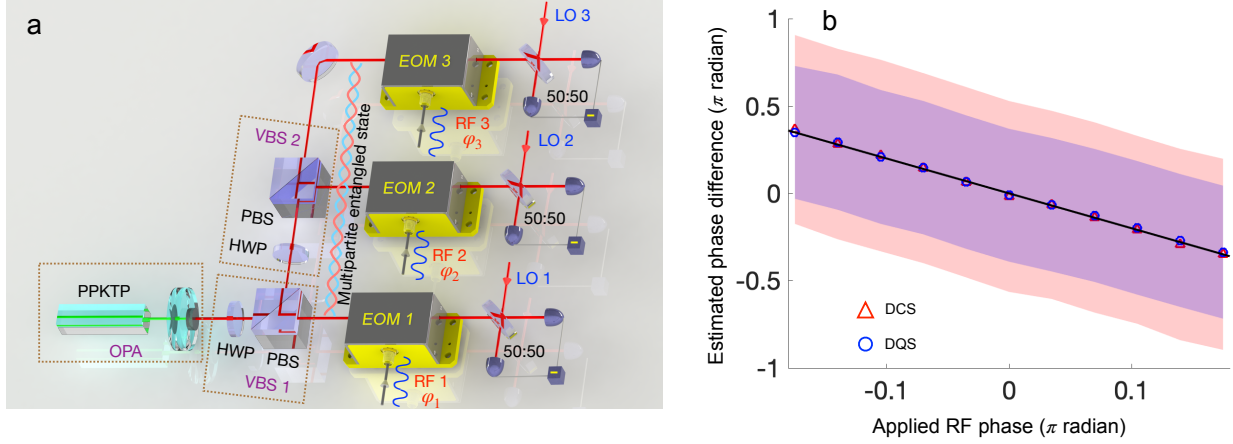 a
LO 3
EOM 3
50:50
VBS 2
RF 3
φ3
LO 2
Multipartite entangled state
EOM 2
PBS
50:50
HWP
RF 2
φ2
LO 1
PPKTP
EOM 1
OPA
HWP
PBS
50:50
VBS 1
RF 1
φ1
b
Estimated phase difference (π radian)
1
0.5
0
-0.5
-1
DCS
DQS
-0.1
0
0.1
Applied RF phase (π radian)